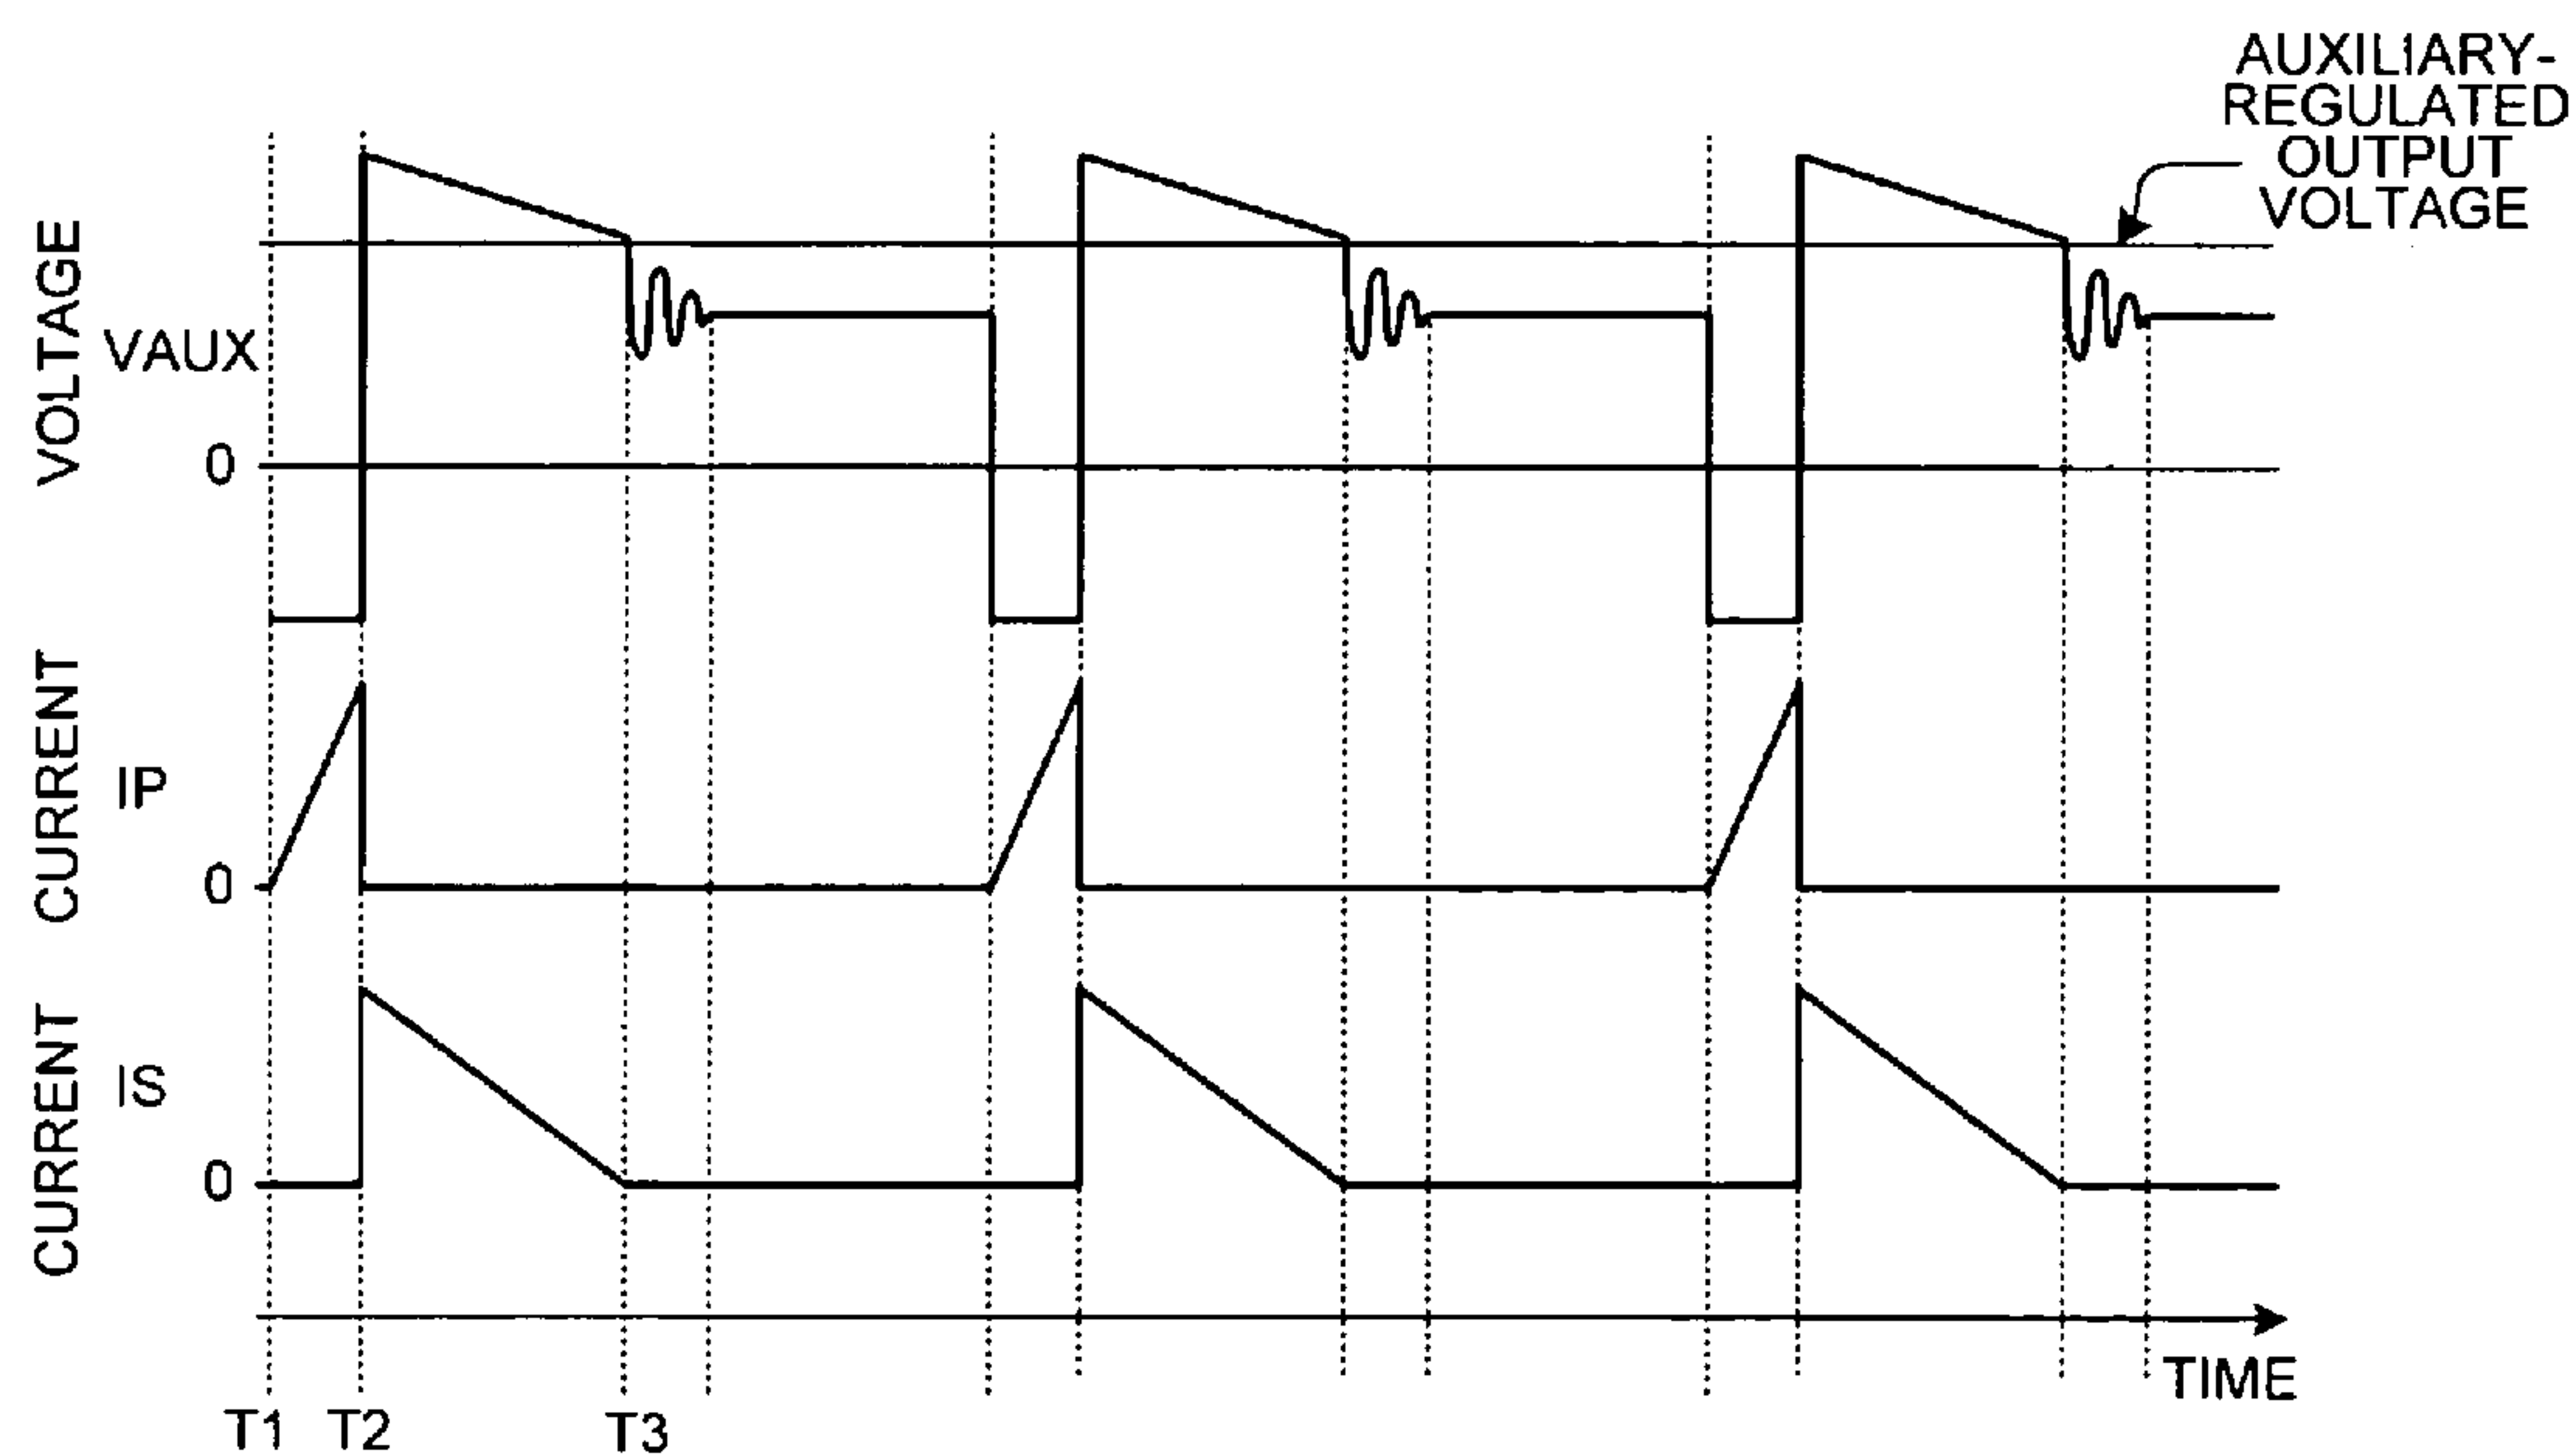 AUXILIARY-
REGULATED
OUTPUT
VOLTAGE
VOLTAGE
VAUX
0
CURRENT
IP
0
CURRENT
IS
0
TIME
T1 T2 T3